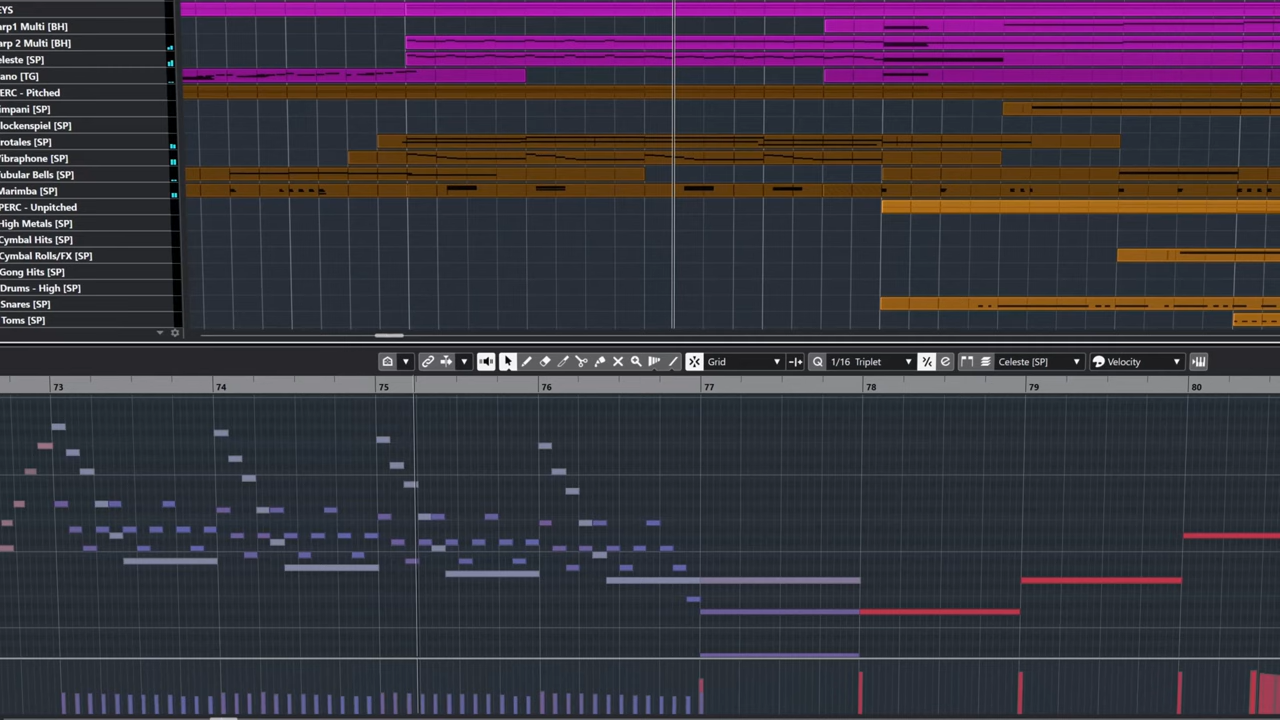 EYS
arp1 Multi [BH]
arp 2 Multi [BH]
eleste [SP]
ano [TG]
ERC - Pitched
impani [SP]
lockenspiel [SP]
rotales [SP]
Vibraphone [SP]
ubular Bells [SP]
Marimba [SP]
PERC - Unpitched
High Metals [SP]
Cymbal Hits [SP]
Cymbal Rolls/FX [SP]
Gong Hits [SP]
Drums - High [SP]
Snares [SP]
Toms [SP]
Grid
Q 1/16 Triplet
Celeste [SP]
Velocity
73 74 75 76 77 78 79 80